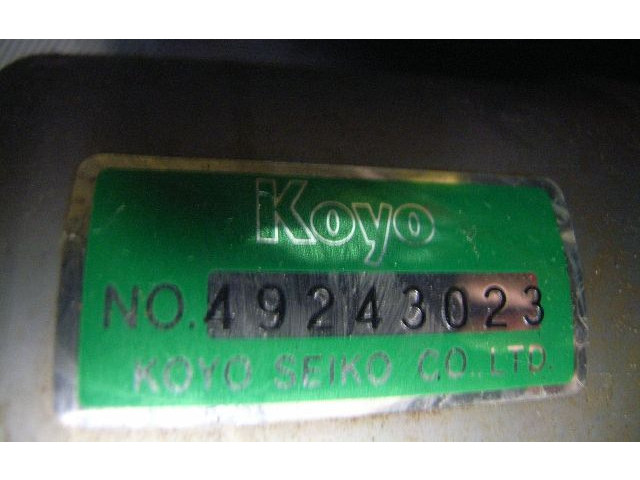 Koyo
NO. 49243023
KOYO SEIKO CO., LTD.